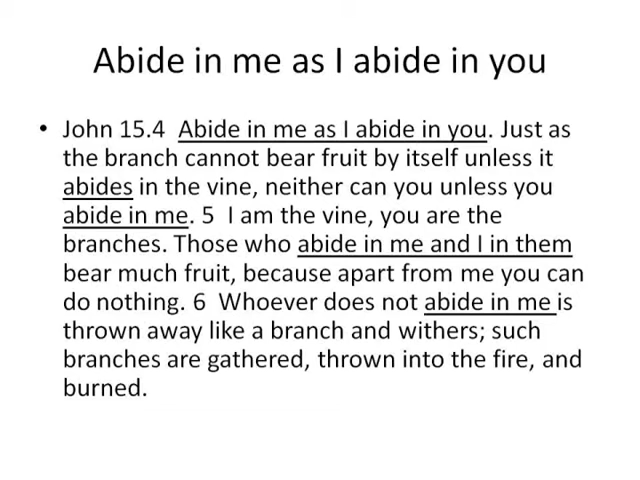 Abide in me as I abide in you
• John 15.4 Abide in me as I abide in you. Just as
the branch cannot bear fruit by itself unless it
abides in the vine, neither can you unless you
abide in me. 5 I am the vine, you are the
branches. Those who abide in me and I in them
bear much fruit, because apart from me you can
do nothing. 6 Whoever does not abide in me is
thrown away like a branch and withers; such
branches are gathered, thrown into the fire, and
burned.